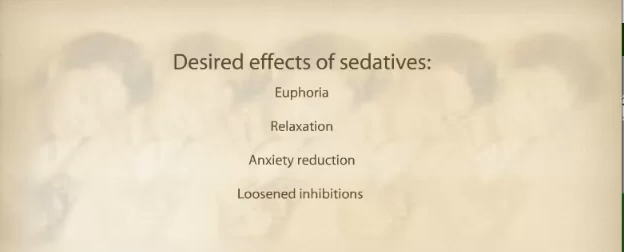 Desired effects of sedatives:
Euphoria
Relaxation
Anxiety reduction
Loosened inhibitions